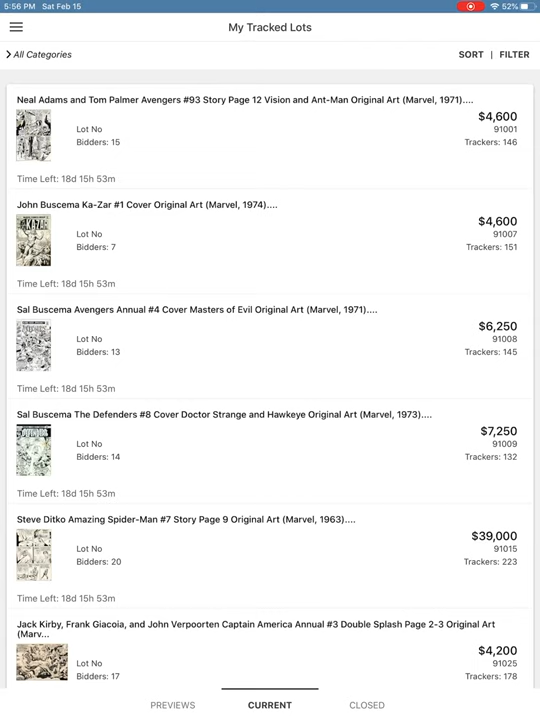 5:56 PM Sat Feb 15
52%
My Tracked Lots
All Categories
SORT | FILTER
Neal Adams and Tom Palmer Avengers #93 Story Page 12 Vision and Ant-Man Original Art (Marvel, 1971)....
$4,600
Lot No 91001
Bidders: 15 Trackers: 146
Time Left: 18d 15h 53m
John Buscema Ka-Zar #1 Cover Original Art (Marvel, 1974)....
$4,600
Lot No 91007
Bidders: 7 Trackers: 151
Time Left: 18d 15h 53m
Sal Buscema Avengers Annual #4 Cover Masters of Evil Original Art (Marvel, 1971)....
$6,250
Lot No 91008
Bidders: 13 Trackers: 145
Time Left: 18d 15h 53m
Sal Buscema The Defenders #8 Cover Doctor Strange and Hawkeye Original Art (Marvel, 1973)....
$7,250
Lot No 91009
Bidders: 14 Trackers: 132
Time Left: 18d 15h 53m
Steve Ditko Amazing Spider-Man #7 Story Page 9 Original Art (Marvel, 1963)....
$39,000
Lot No 91015
Bidders: 20 Trackers: 223
Time Left: 18d 15h 53m
Jack Kirby, Frank Giacoia, and John Verpoorten Captain America Annual #3 Double Splash Page 2-3 Original Art
(Marv...
$4,200
Lot No 91025
Bidders: 17 Trackers: 178
PREVIEWS CURRENT CLOSED